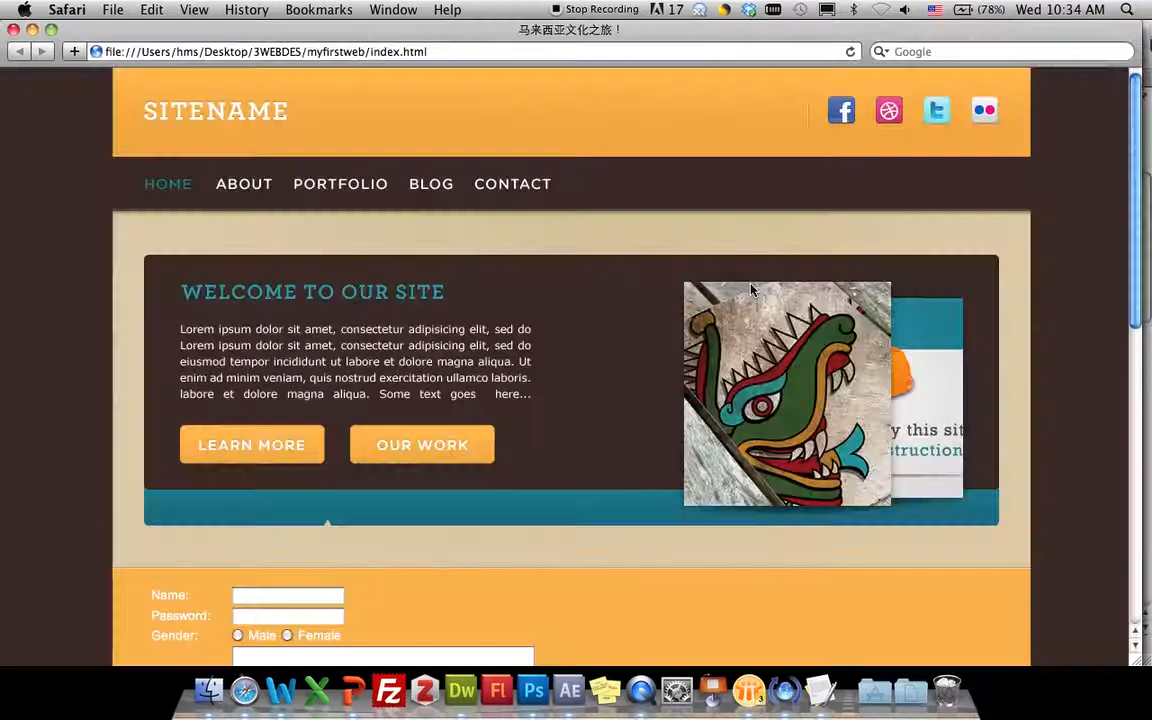 Safari File Edit View History Bookmarks Window Help Stop Recording 17 (78%) Wed 10:34 AM
马来西亚文化之旅！
file:///Users/hms/Desktop/3WEBDES/myfirstweb/index.html
Google
SITENAME
HOME ABOUT PORTFOLIO BLOG CONTACT
WELCOME TO OUR SITE
Lorem ipsum dolor sit amet, consectetur adipisicing elit, sed do
Lorem ipsum dolor sit amet, consectetur adipisicing elit, sed do
eiusmod tempor incididunt ut labore et dolore magna aliqua. Ut
enim ad minim veniam, quis nostrud exercitation ullamco laboris.
labore et dolore magna aliqua. Some text goes here...
y this sit
struction
LEARN MORE OUR WORK
Name:
Password:
Gender: Male Female
Dw Fl Ps AE